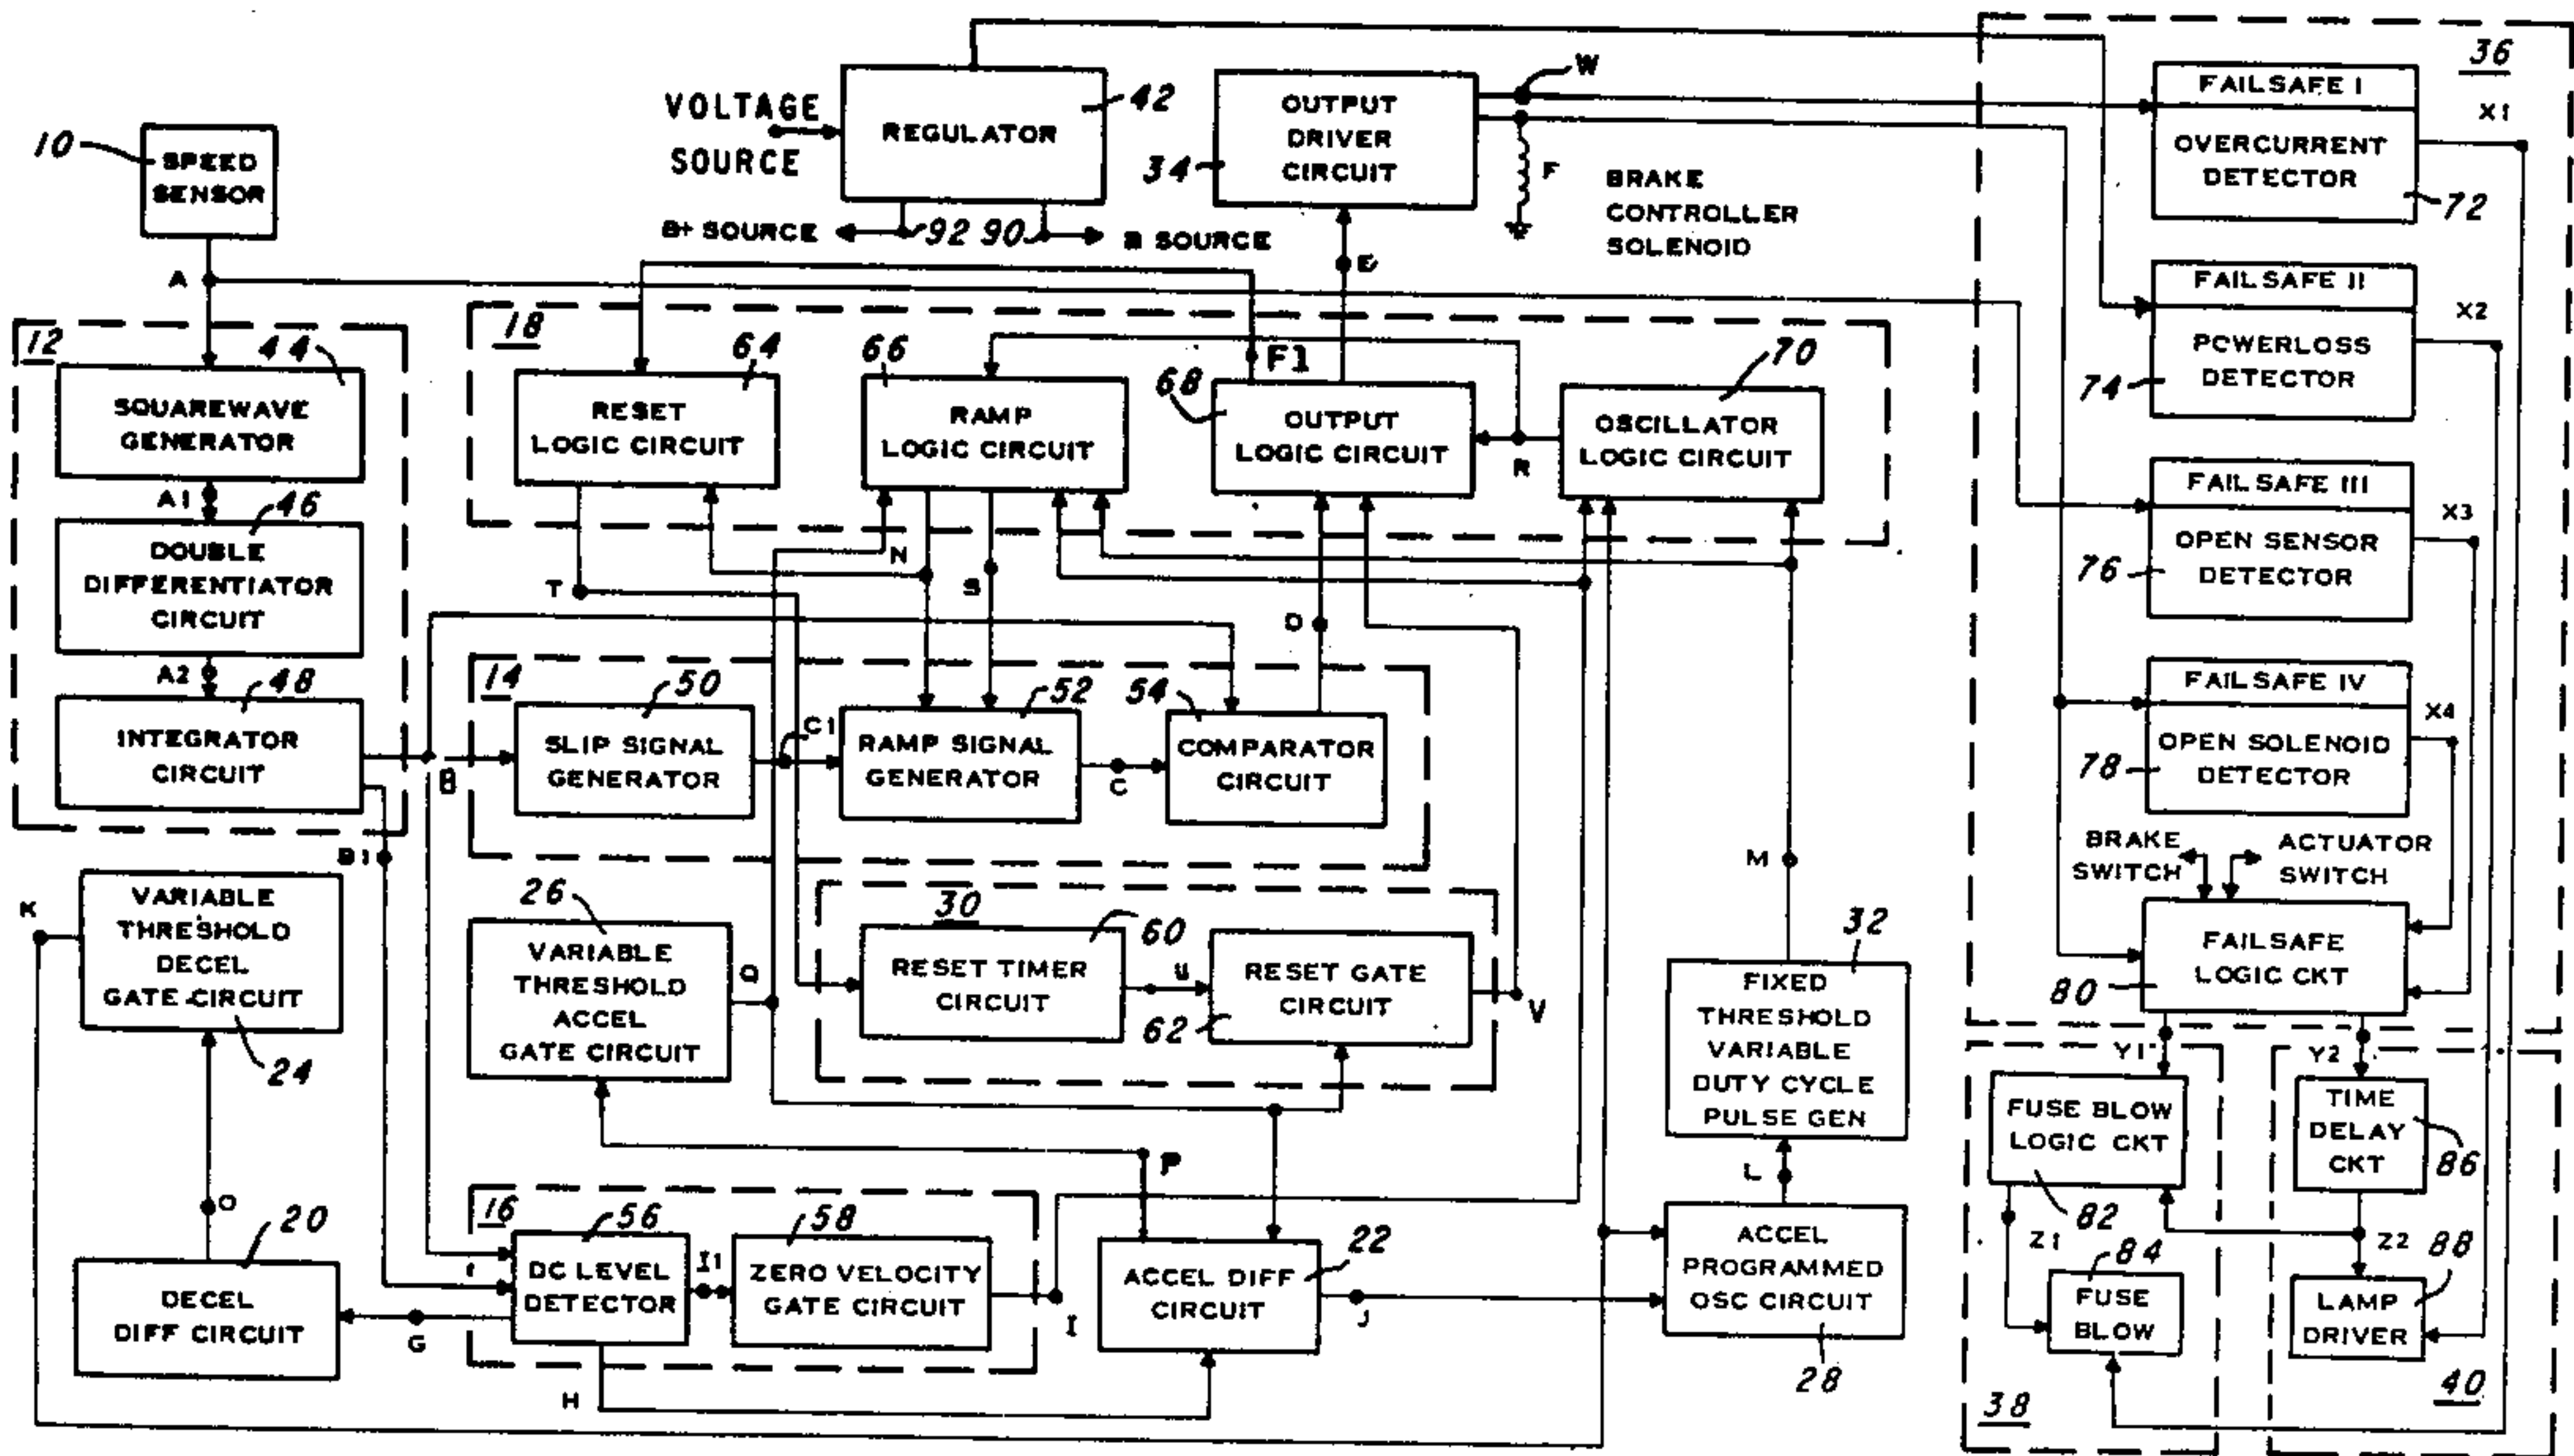 10
SPEED
SENSOR
A
VOLTAGE
SOURCE
REGULATOR
42
B+ SOURCE
92
90
B SOURCE
OUTPUT
DRIVER
CIRCUIT
34
W
F
BRAKE
CONTROLLER
SOLENOID
E
36
FAILSAFE I
OVERCURRENT
DETECTOR
72
X1
FAILSAFE II
POWERLOSS
DETECTOR
74
X2
FAILSAFE III
OPEN SENSOR
DETECTOR
76
X3
FAILSAFE IV
OPEN SOLENOID
DETECTOR
78
X4
BRAKE
SWITCH
ACTUATOR
SWITCH
FAILSAFE
LOGIC CKT
80
Y1
Y2
FUSE BLOW
LOGIC CKT
82
Z1
84
FUSE
BLOW
38
TIME
DELAY
CKT
86
Z2
88
LAMP
DRIVER
40
12
44
SQUAREWAVE
GENERATOR
A1
46
DOUBLE
DIFFERENTIATOR
CIRCUIT
A2
48
INTEGRATOR
CIRCUIT
B
B1
18
64
RESET
LOGIC CIRCUIT
66
RAMP
LOGIC CIRCUIT
68
F1
OUTPUT
LOGIC CIRCUIT
R
70
OSCILLATOR
LOGIC CIRCUIT
T
N
S
D
14
50
SLIP SIGNAL
GENERATOR
C1
52
RAMP SIGNAL
GENERATOR
C
54
COMPARATOR
CIRCUIT
K
VARIABLE
THRESHOLD
DECEL
GATE CIRCUIT
24
26
VARIABLE
THRESHOLD
ACCEL
GATE CIRCUIT
Q
30
60
RESET TIMER
CIRCUIT
U
RESET GATE
CIRCUIT
62
V
M
32
FIXED
THRESHOLD
VARIABLE
DUTY CYCLE
PULSE GEN
L
O
20
DECEL
DIFF CIRCUIT
G
16
56
DC LEVEL
DETECTOR
I1
58
ZERO VELOCITY
GATE CIRCUIT
I
H
P
22
ACCEL DIFF
CIRCUIT
J
ACCEL
PROGRAMMED
OSC CIRCUIT
28